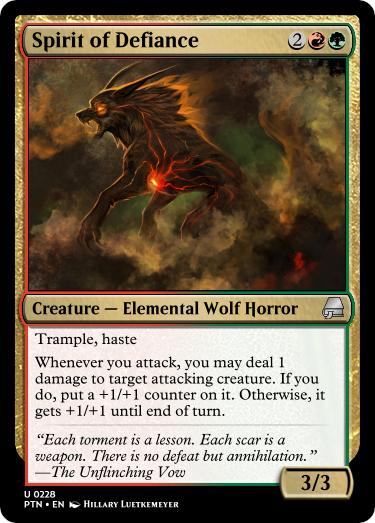 Spirit of Defiance 2
Creature — Elemental Wolf Horror
Trample, haste
Whenever you attack, you may deal 1
damage to target attacking creature. If you
do, put a +1/+1 counter on it. Otherwise, it
gets +1/+1 until end of turn.
“Each torment is a lesson. Each scar is a
weapon. There is no defeat but annihilation.”
—The Unflinching Vow
3/3
U 0228
PTN • EN Hillary Luetkemeyer